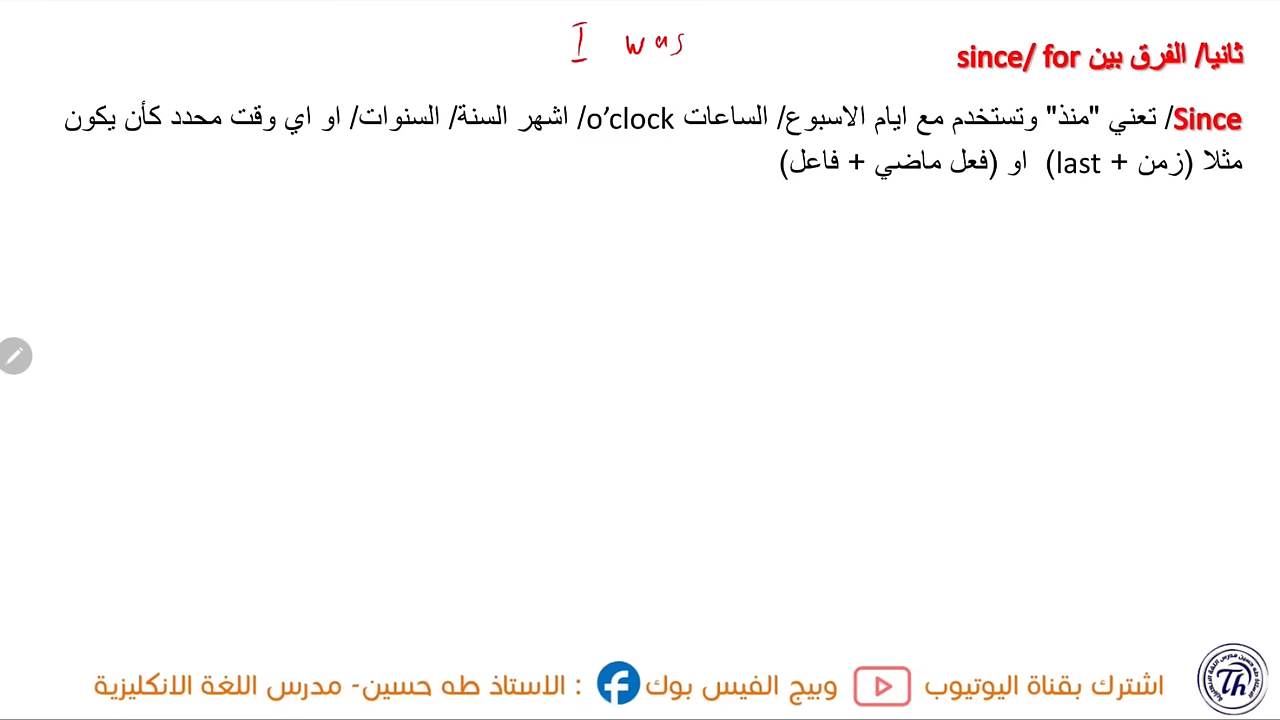 I was
ثانيا/ الفرق بين since/ for
Since/ تعني "منذ" وتستخدم مع ايام الاسبوع/ الساعات o’clock/ اشهر السنة/ السنوات/ او اي وقت محدد كأن يكون
مثلا (زمن + last) او (فعل ماضي + فاعل)
اشترك بقناة اليوتيوب وبيج الفيس بوك : الاستاذ طه حسين- مدرس اللغة الانكليزية
Th